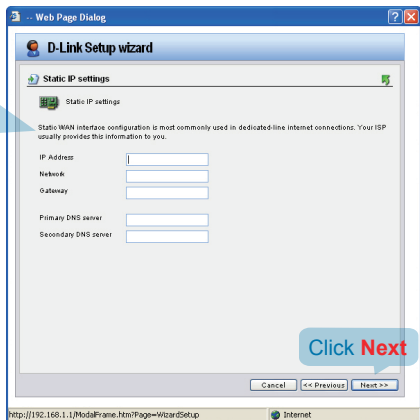 -- Web Page Dialog
D-Link Setup wizard
Static IP settings
Static IP settings
Static WAN interface configuration is most commonly used in dedicated-line internet connections. Your ISP
usually provides this information to you.
IP Address
Network
Gateway
Primary DNS server
Secondary DNS server
Click Next
Cancel
<< Previous
Next >>
http://192.168.1.1/ModalFrame.htm?Page=WizardSetup
Internet